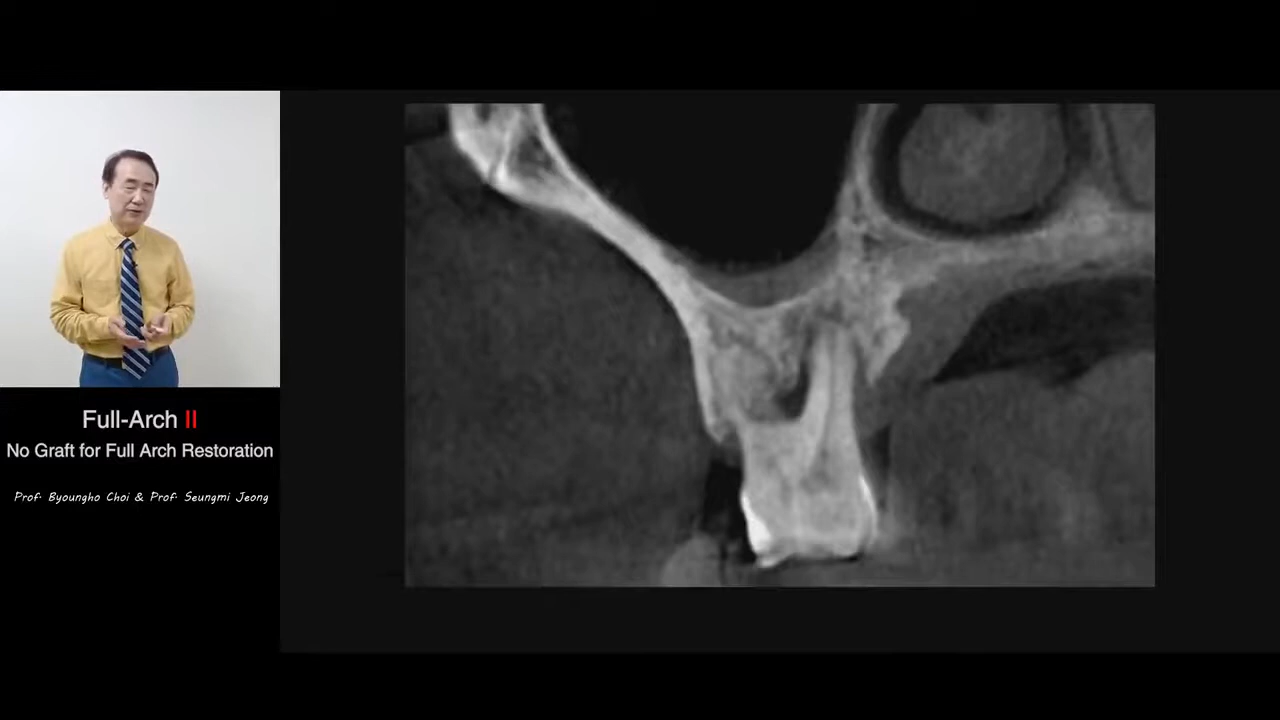 Full-Arch II
No Graft for Full Arch Restoration
Prof. Byoungho Choi & Prof. Seungmi Jeong